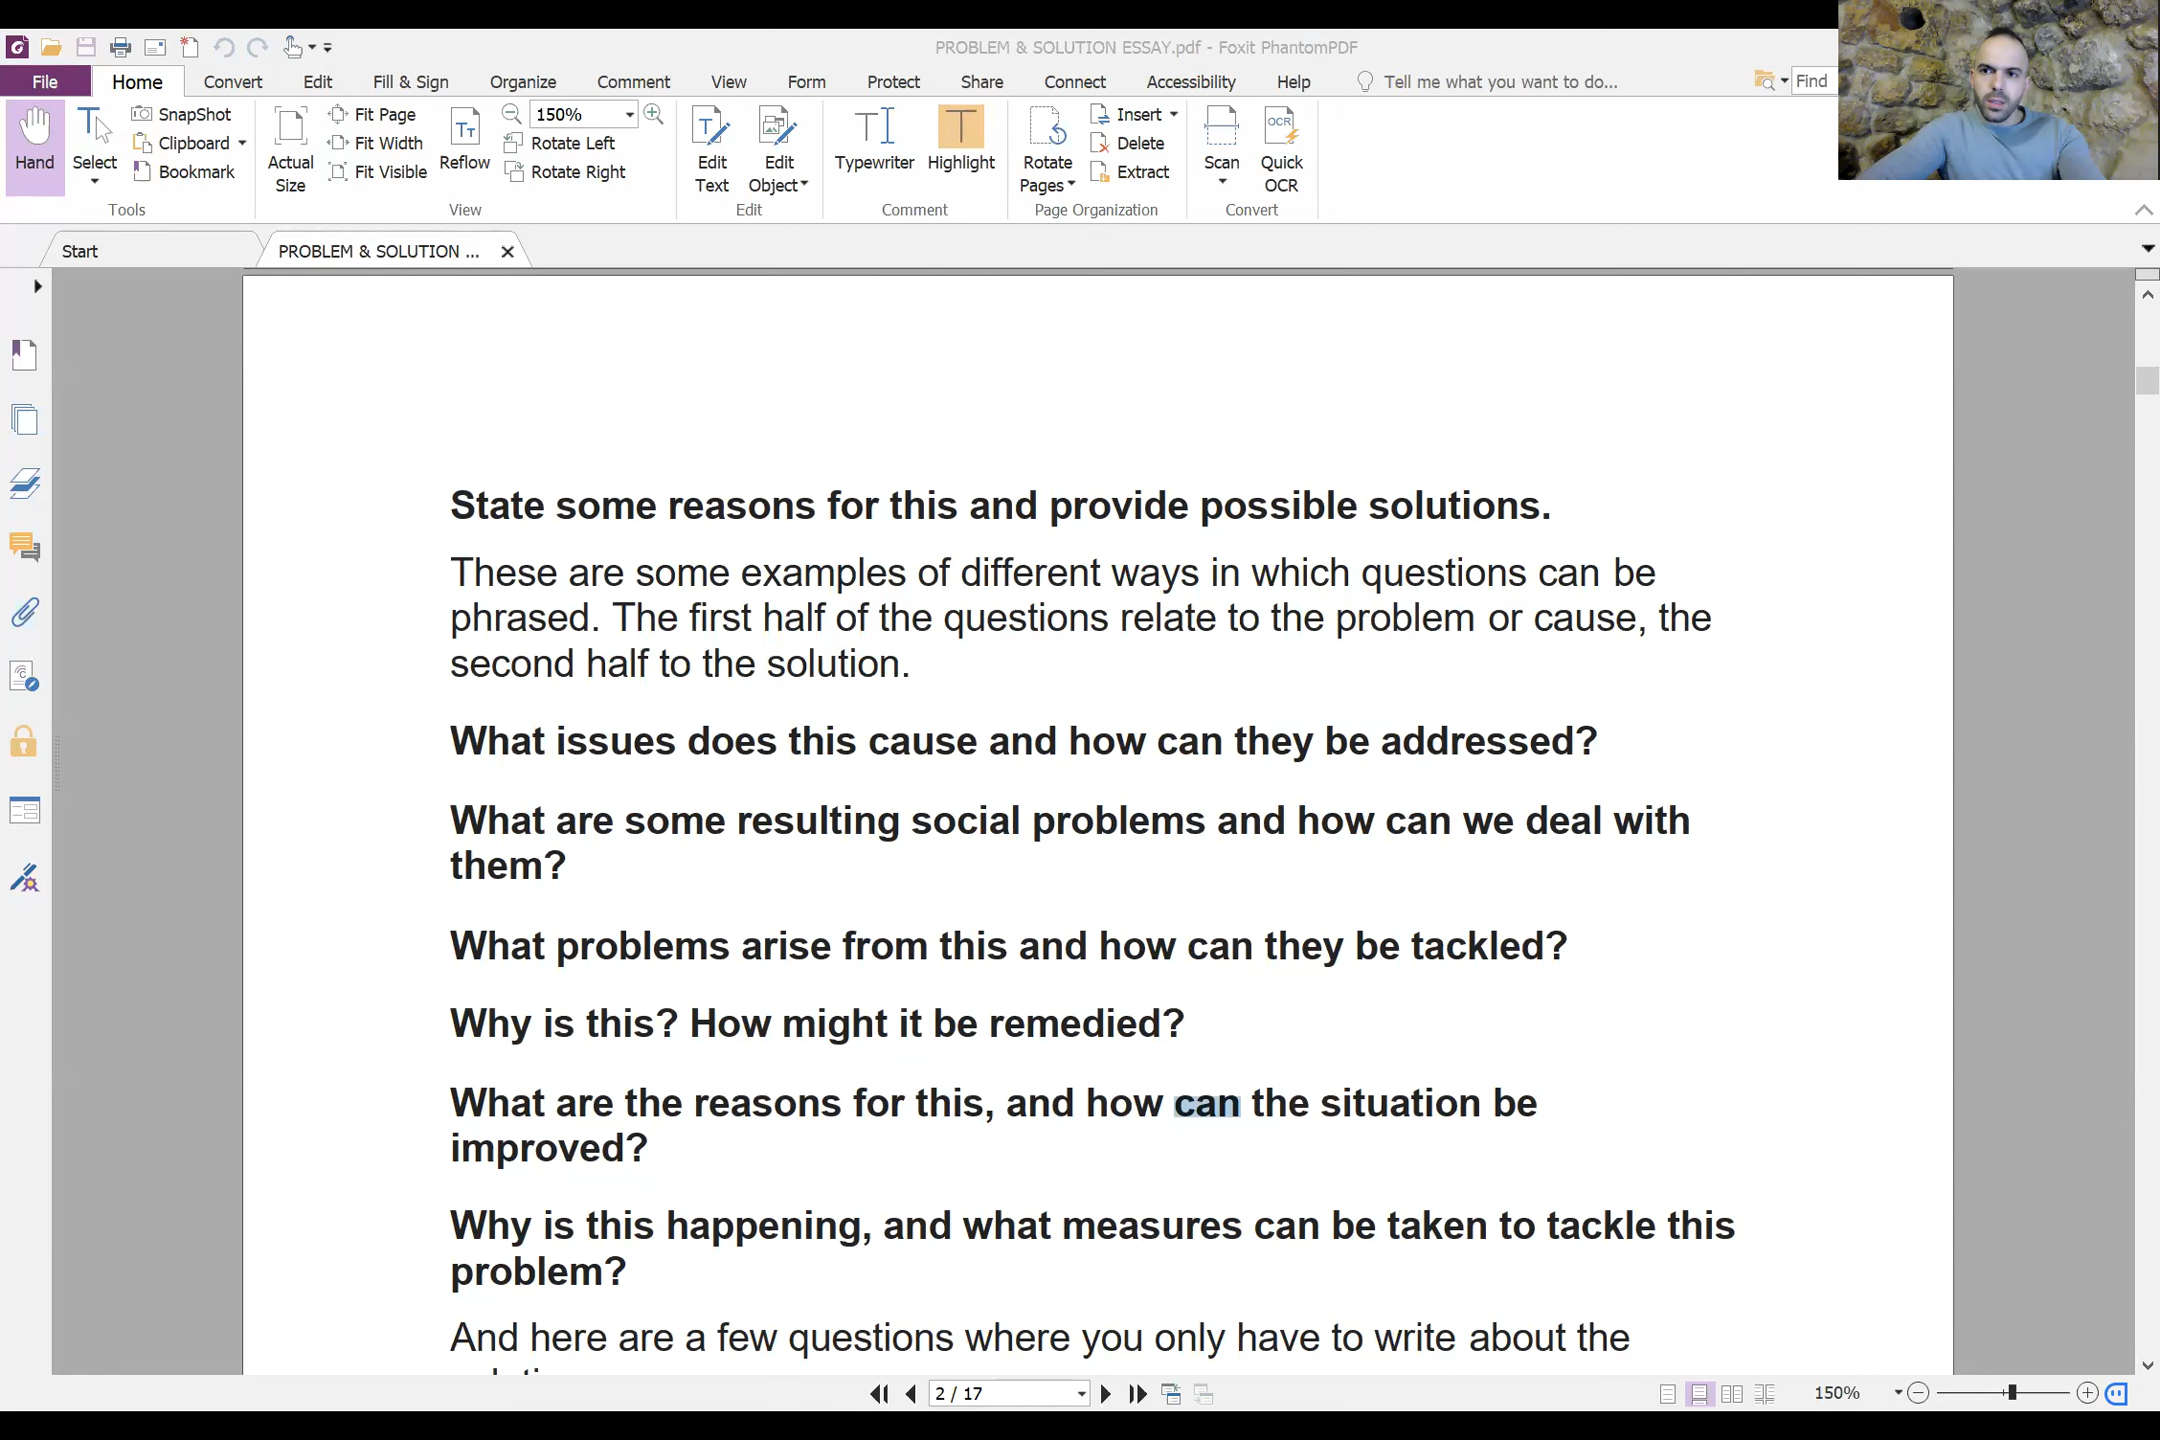 PROBLEM & SOLUTION ESSAY.pdf - Foxit PhantomPDF
File Home Convert Edit Fill & Sign Organize Comment View Form Protect Share Connect Accessibility Help Tell me what you want to do... Find
Hand
Select
SnapShot
Clipboard
Bookmark
Tools
Actual
Size
Fit Page
Fit Width
Fit Visible
Reflow
150%
Rotate Left
Rotate Right
View
Edit
Text
Edit
Object
Edit
Typewriter
Highlight
Comment
Rotate
Pages
Insert
Delete
Extract
Page Organization
Scan
Quick
OCR
Convert
Start
PROBLEM & SOLUTION ...
State some reasons for this and provide possible solutions.
These are some examples of different ways in which questions can be
phrased. The first half of the questions relate to the problem or cause, the
second half to the solution.
What issues does this cause and how can they be addressed?
What are some resulting social problems and how can we deal with
them?
What problems arise from this and how can they be tackled?
Why is this? How might it be remedied?
What are the reasons for this, and how can the situation be
improved?
Why is this happening, and what measures can be taken to tackle this
problem?
And here are a few questions where you only have to write about the
2 / 17
150%